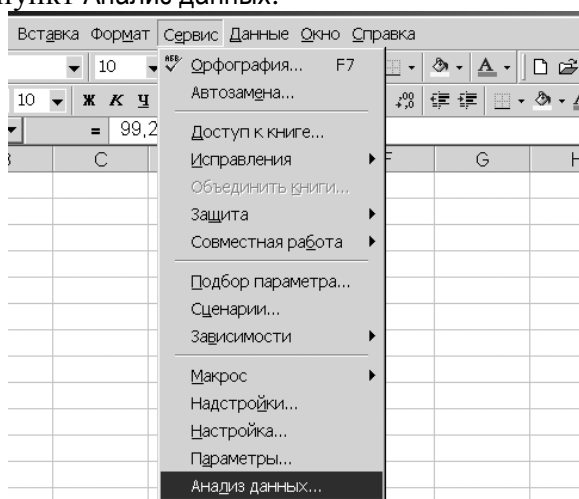 Анализ данных.
Вставка Формат Сервис Данные Окно Справка
10 Орфография... F7
10 Ж К Ч Автозамена...
= 99,2 Доступ к книге...
C Исправления F G H
Объединить книги...
Защита
Совместная работа
Подбор параметра...
Сценарии...
Зависимости
Макрос
Надстройки...
Настройка...
Параметры...
Анализ данных...